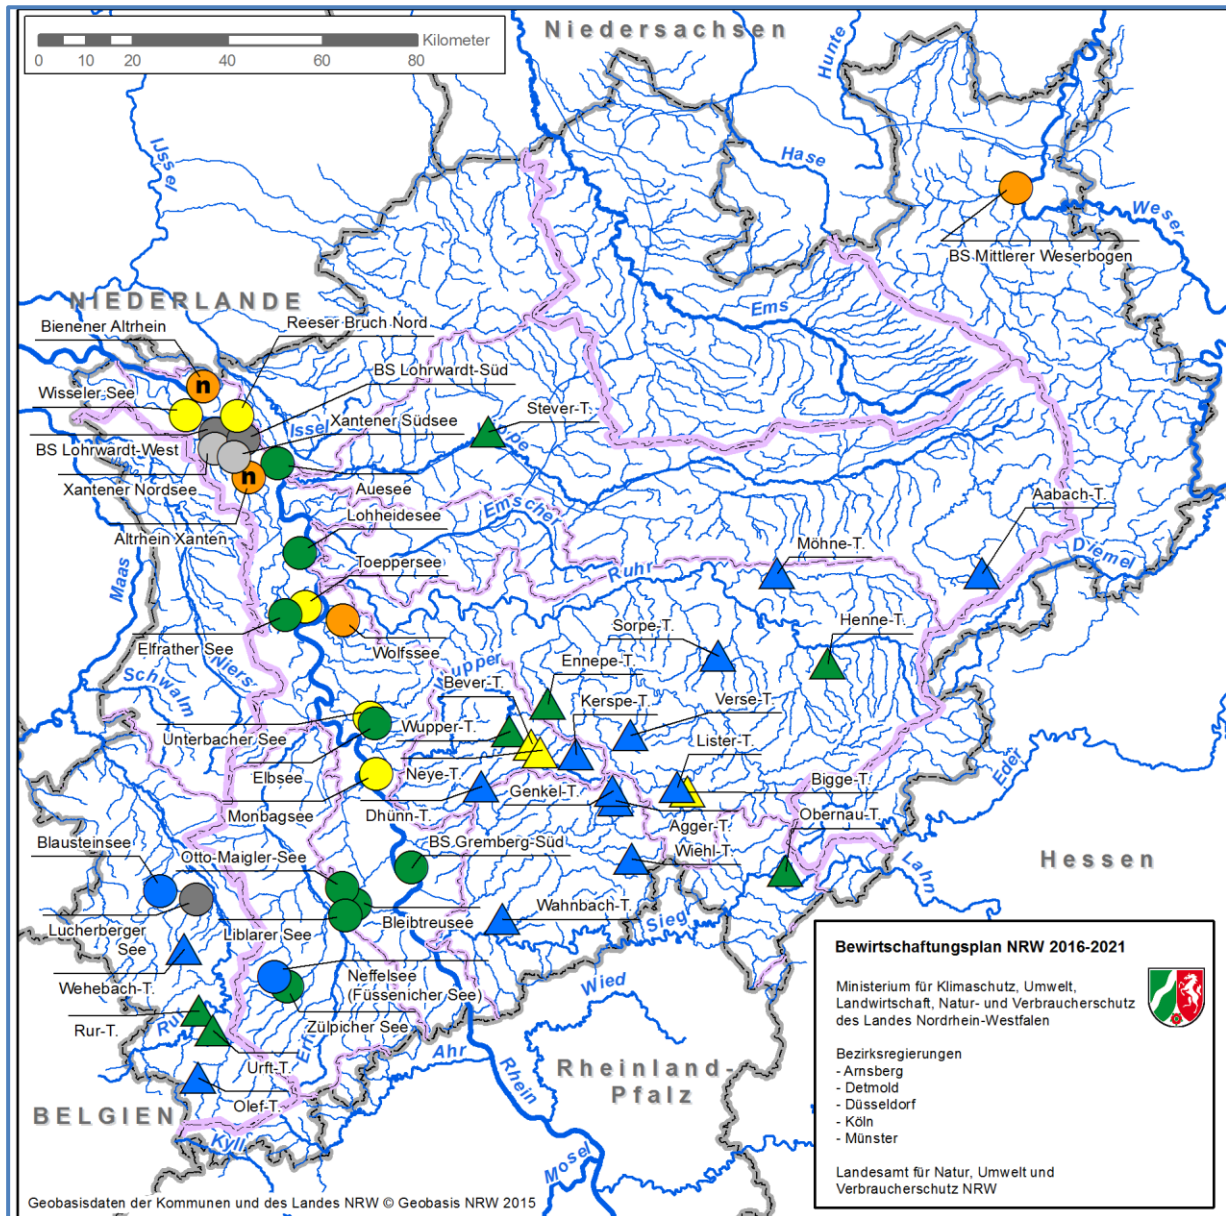 Kilometer
0 10 20 40 60 80
Niedersachsen
Hunte
IJssel
Hase
Weser
BS Mittlerer Weserbogen
NIEDERLANDE
Ems
Bienener Altrhein
Reeser Bruch Nord
BS Lohrwardt-Süd
Wisseler See
n
Xantener Südsee
Stever-T.
Issel
BS Lohrwardt-West
Xantener Nordsee
n
Auesee
Aabach-T.
Lohheidesee
Emscher
Altrhein Xanten
Möhne-T.
Diemel
Toeppersee
Ruhr
Maas
Sorpe-T.
Henne-T.
Elfrather See
Wolfssee
Ennepe-T.
Niers
Schwalm
Wupper
Bever-T.
Kerspe-T.
Verse-T.
Unterbacher See
Wupper-T.
Lister-T.
Elbsee
Neye-T.
Eder
Genkel-T.
Bigge-T.
Monbagsee
Dhünn-T.
Obernau-T.
Agger-T.
Blausteinsee
Otto-Maigler-See
BS.Gremberg-Süd
Wiehl-T.
Lahn
Hessen
Wahnbach-T.
Lucherberger
See
Liblarer See
Bleibtreusee
Sieg
Wehebach-T.
Neffelsee
(Füssenicher See)
Wied
Rur-T.
Rur
Zülpicher See
Erft
Urft-T.
Ahr
Rhein
Rheinland-
Pfalz
Olef-T.
BELGIEN
Kyll
Mosel
Bewirtschaftungsplan NRW 2016-2021
Ministerium für Klimaschutz, Umwelt,
Landwirtschaft, Natur- und Verbraucherschutz
des Landes Nordrhein-Westfalen
Bezirksregierungen
- Arnsberg
- Detmold
- Düsseldorf
- Köln
- Münster
Landesamt für Natur, Umwelt und
Verbraucherschutz NRW
Geobasisdaten der Kommunen und des Landes NRW © Geobasis NRW 2015